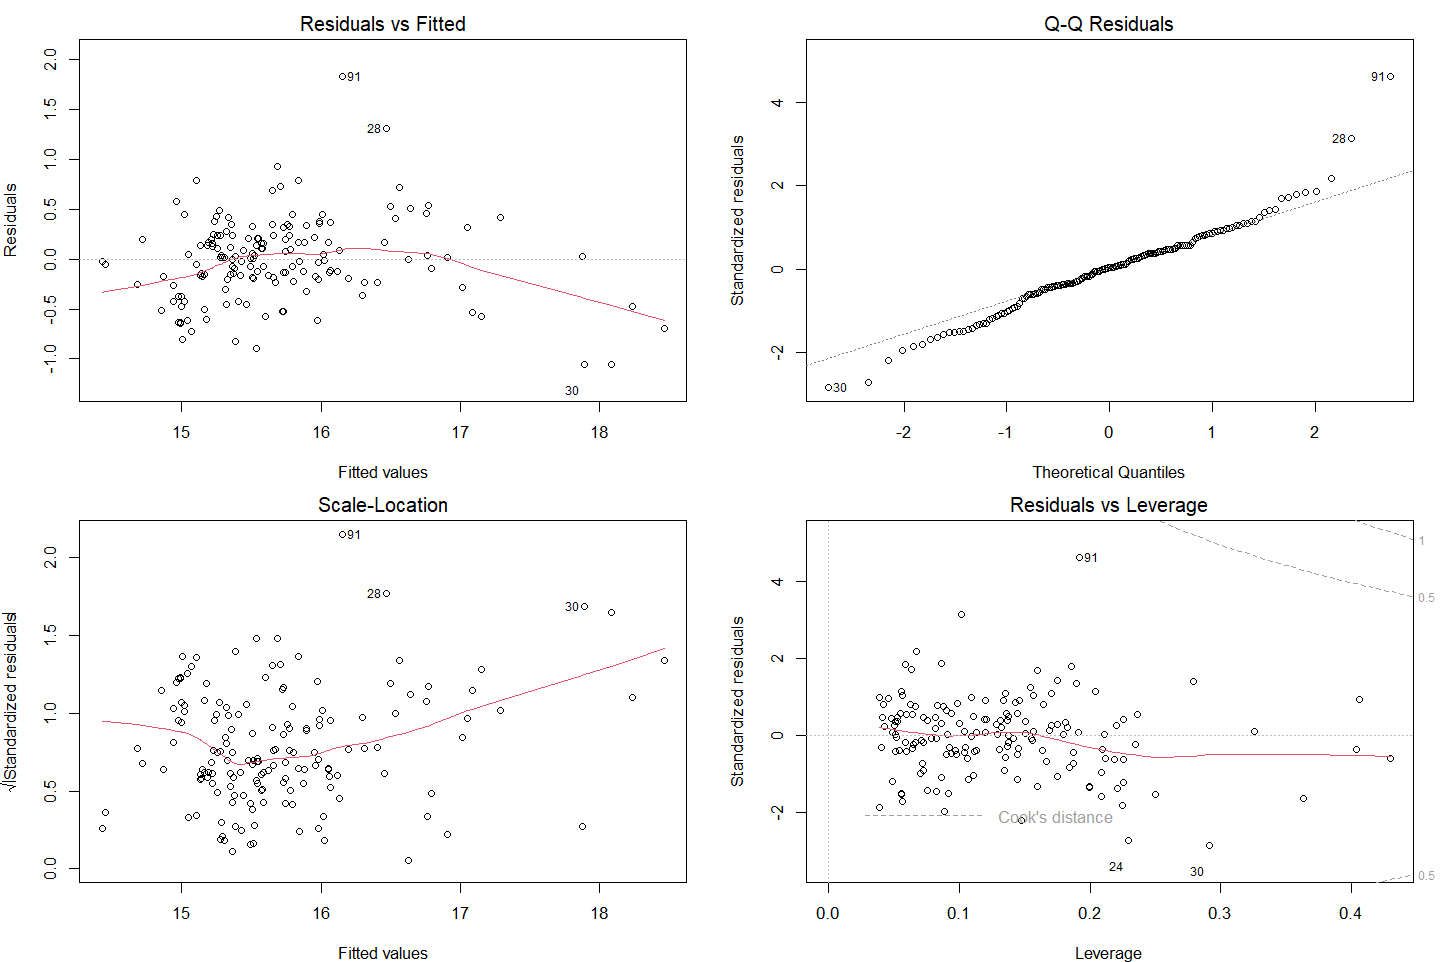 Residuals vs Fitted
Residuals
2.0
1.5
1.0
0.5
0.0
-0.5
-1.0
91
28
30
15 16 17 18
Fitted values
Q-Q Residuals
Standardized residuals
4
2
0
-2
91
28
30
-2 -1 0 1 2
Theoretical Quantiles
Scale-Location
√|Standardized residuals|
2.0
1.5
1.0
0.5
0.0
91
28
30
15 16 17 18
Fitted values
Residuals vs Leverage
Standardized residuals
4
2
0
-2
91
1
0.5
Cook's distance
24
30
0.5
0.0 0.1 0.2 0.3 0.4
Leverage